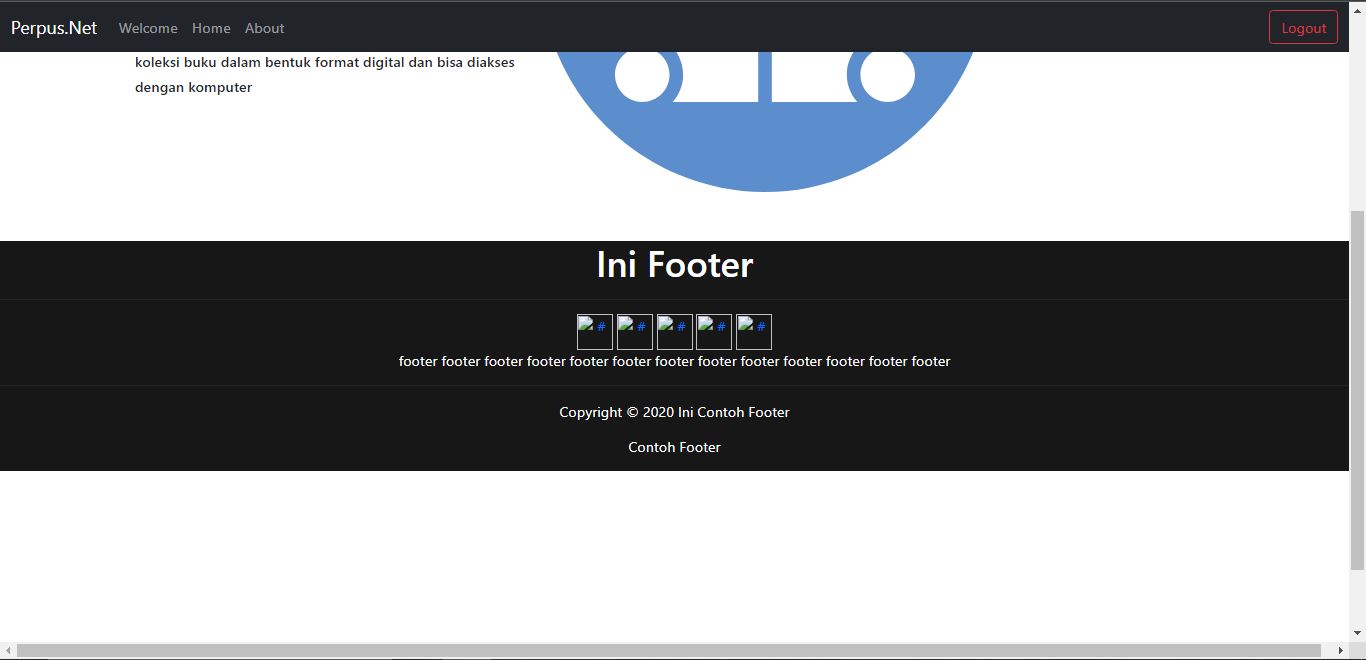 Perpus.Net Welcome Home About Logout
koleksi buku dalam bentuk format digital dan bisa diakses
dengan komputer
Ini Footer
# # # # #
footer footer footer footer footer footer footer footer footer footer footer footer footer
Copyright © 2020 Ini Contoh Footer
Contoh Footer